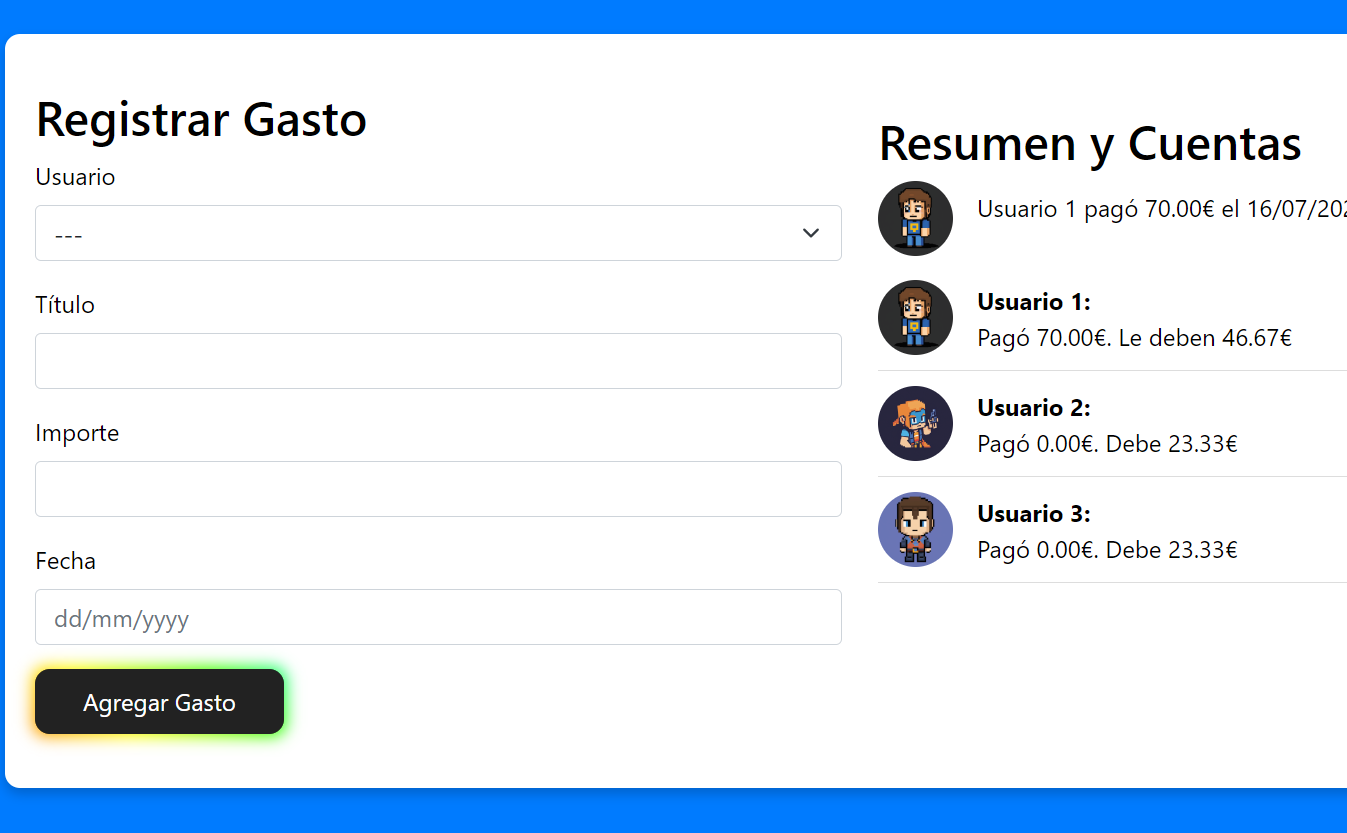 Registrar Gasto
Usuario
---
Título
Importe
Fecha
dd/mm/yyyy
Agregar Gasto
Resumen y Cuentas
Usuario 1 pagó 70.00€ el 16/07/202
Usuario 1:
Pagó 70.00€. Le deben 46.67€
Usuario 2:
Pagó 0.00€. Debe 23.33€
Usuario 3:
Pagó 0.00€. Debe 23.33€